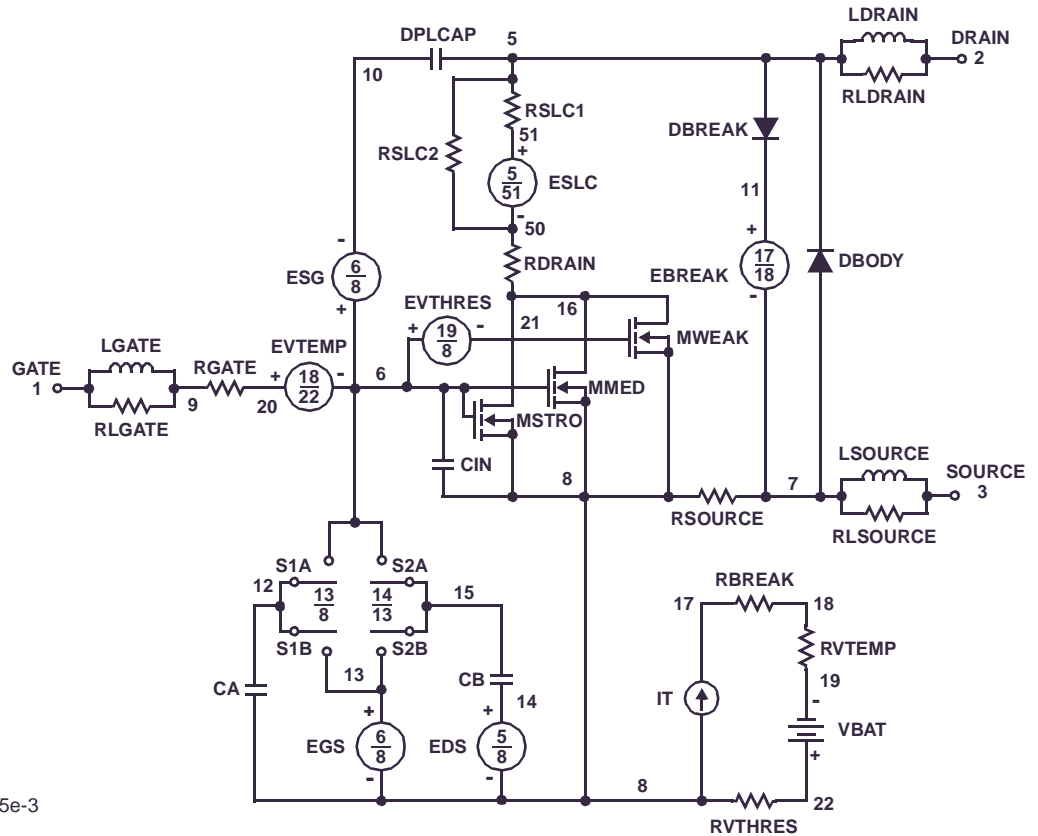 LDRAIN
DPLCAP 5 DRAIN
2
10
RSLC1 RLDRAIN
DBREAK
51
RSLC2 +
5
51 ESLC
11
-
50
+
-
RDRAIN
6
8
ESG
EBREAK 17
18
DBODY
+
EVTHRES 16
-
+ 19
8
- 21
MWEAK
LGATE EVTEMP
GATE RGATE + 18
22
- 6
1
MMED
9 20
RLGATE
MSTRO
LSOURCE
CIN 8 7 SOURCE
3
RSOURCE
RLSOURCE
S1A S2A
12 13
8
14
13
15
RBREAK
17 18
S1B S2B
13
RVTEMP
CA CB 19
14
IT -
+ +
VBAT
EGS 6
8
EDS 5
8
+
- -
8
22
5e-3
RVTHRES